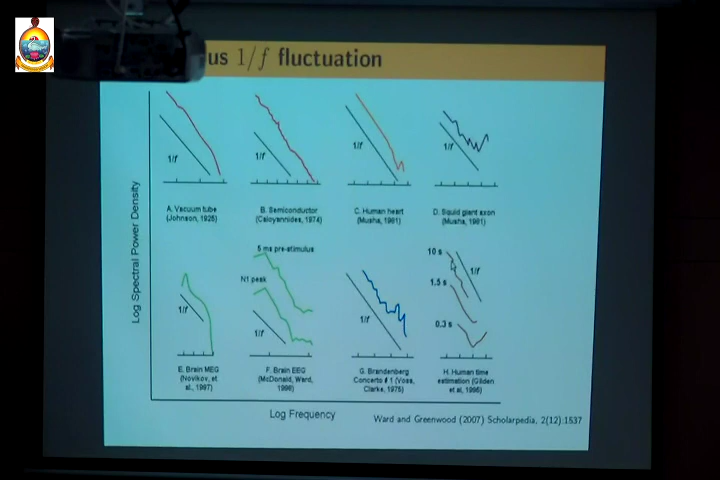 us 1/f fluctuation
Log Spectral Power Density
1/f
1/f
1/f
1/f
A. Vacuum tube
(Johnson, 1925)
B. Semiconductor
(Caloyannides, 1974)
C. Human heart
(Musha, 1981)
D. Squid giant axon
(Musha, 1981)
5 ms pre-stimulus
N1 peak
10 s
1.5 s
0.3 s
1/f
1/f
1/f
1/f
E. Brain MEG
(Novikov, et
al., 1997)
F. Brain EEG
(McDonald, Ward,
1998)
G. Brandenberg
Concerto # 1 (Voss,
Clarke, 1975)
H. Human time
estimation (Gilden
et al, 1995)
Log Frequency
Ward and Greenwood (2007) Scholarpedia, 2(12):1537